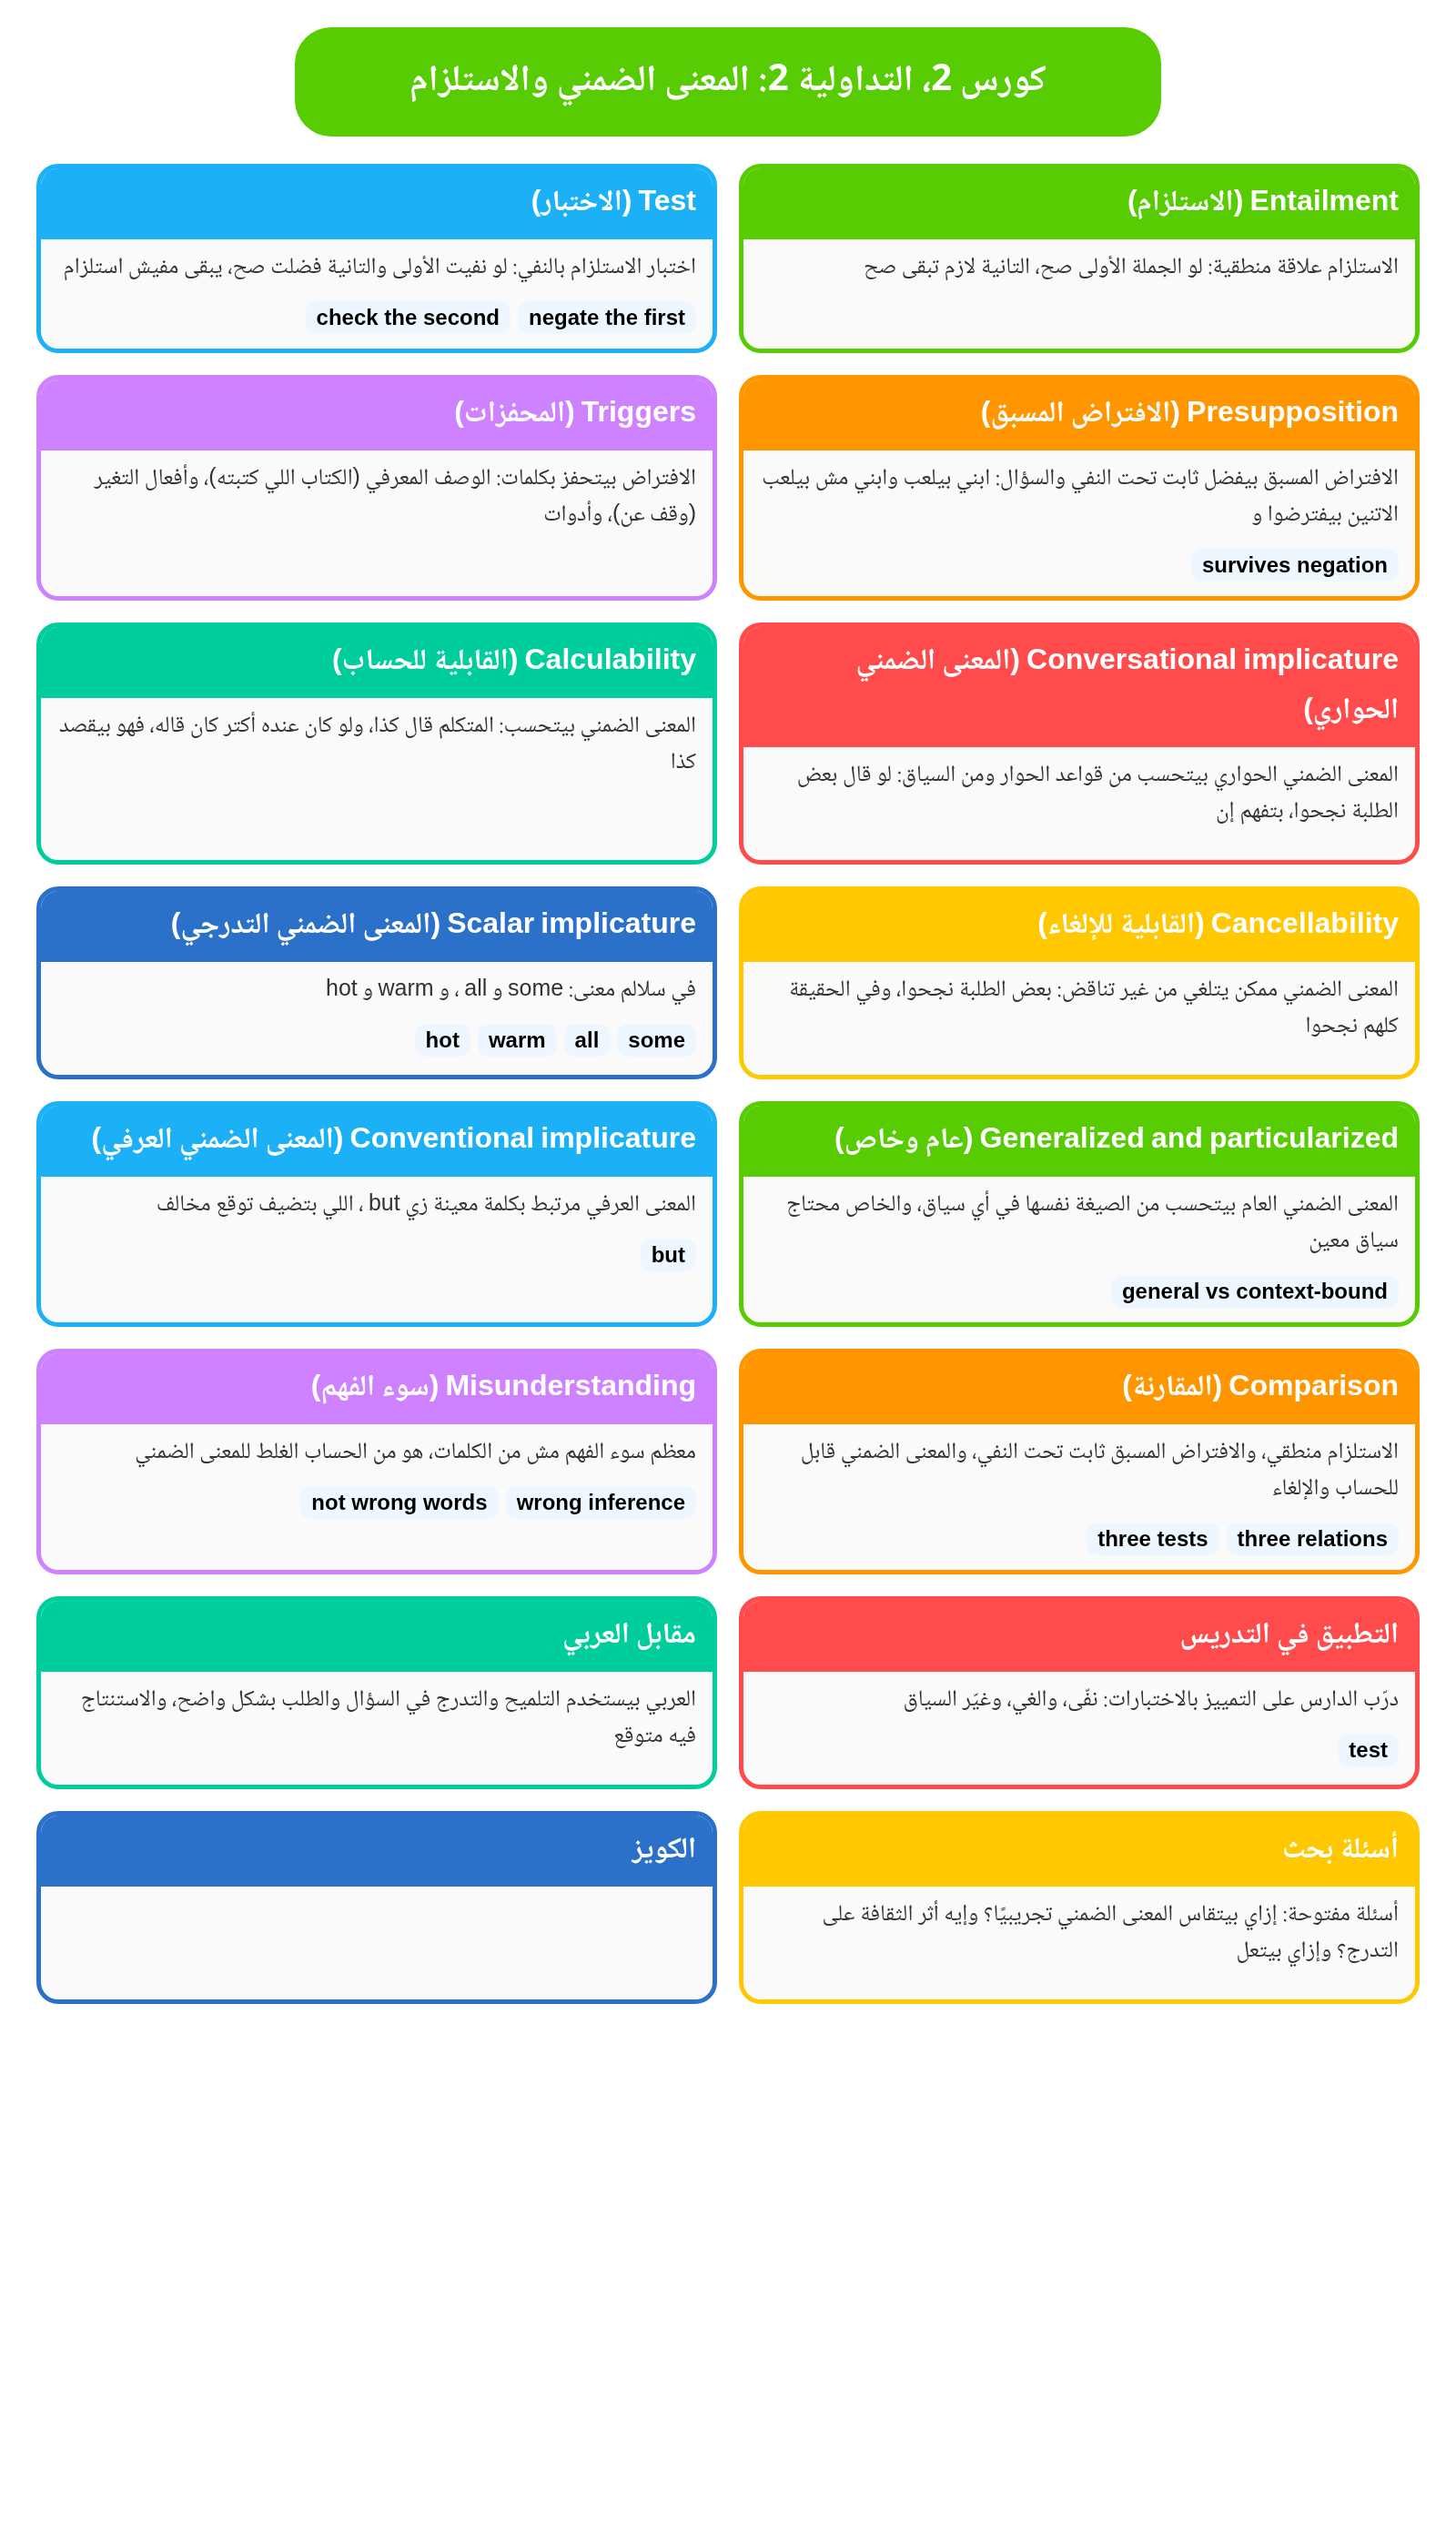 كورس 2، التداولية 2: المعنى الضمني والاستلزام
Entailment (الاستلزام)
الاستلزام علاقة منطقية: لو الجملة الأولى صح، التانية لازم تبقى صح
Test (الاختبار)
اختبار الاستلزام بالنفي: لو نفيت الأولى والتانية فضلت صح، يبقى مفيش استلزام
negate the first check the second
Presupposition (الافتراض المسبق)
الافتراض المسبق بيفضل ثابت تحت النفي والسؤال: ابني بيلعب وابني مش بيلعب
الاتنين بيفترضوا و
survives negation
Triggers (المحفزات)
الافتراض بيتحفز بكلمات: الوصف المعرفي (الكتاب اللي كتبته)، وأفعال التغير
(وقف عن)، وأدوات
Conversational implicature (المعنى الضمني
الحواري)
المعنى الضمني الحواري بيتحسب من قواعد الحوار ومن السياق: لو قال بعض
الطلبة نجحوا، بتفهم إن
Calculability (القابلية للحساب)
المعنى الضمني بيتحسب: المتكلم قال كذا، ولو كان عنده أكتر كان قاله، فهو بيقصد
كذا
Cancellability (القابلية للإلغاء)
المعنى الضمني ممكن يتلغي من غير تناقض: بعض الطلبة نجحوا، وفي الحقيقة
كلهم نجحوا
Scalar implicature (المعنى الضمني التدرجي)
في سلالم معنى: some و all ، و warm و hot
some all warm hot
Generalized and particularized (عام وخاص)
المعنى الضمني العام بيتحسب من الصيغة نفسها في أي سياق، والخاص محتاج
سياق معين
general vs context-bound
Conventional implicature (المعنى الضمني العرفي)
المعنى العرفي مرتبط بكلمة معينة زي but ، اللي بتضيف توقع مخالف
but
Comparison (المقارنة)
الاستلزام منطقي، والافتراض المسبق ثابت تحت النفي، والمعنى الضمني قابل
للحساب والإلغاء
three relations three tests
Misunderstanding (سوء الفهم)
معظم سوء الفهم مش من الكلمات، هو من الحساب الغلط للمعنى الضمني
wrong inference not wrong words
التطبيق في التدريس
درّب الدارس على التمييز بالاختبارات: نفّى، والغي، وغيّر السياق
test
مقابل العربي
العربي بيستخدم التلميح والتدرج في السؤال والطلب بشكل واضح، والاستنتاج
فيه متوقع
أسئلة بحث
أسئلة مفتوحة: إزاي بيتقاس المعنى الضمني تجريبيًا؟ وإيه أثر الثقافة على
التدرج؟ وإزاي بيتعل
الكويز